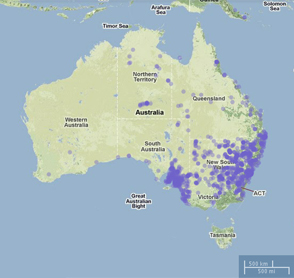 Arafura
Sea
Solomon
Sea
Timor Sea
Northern
Territory
Queensland
Western
Australia
Australia
South
Australia
New South
Wales
Great
Australian
Bight
Victoria
ACT
Tasmania
500 km
500 mi